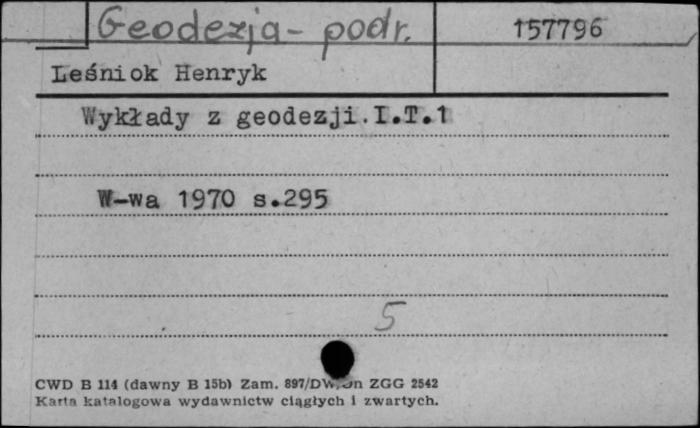 Geodezja - podr. 157796
Leśniok Henryk
Wykłady z geodezji.I.T.1
W-wa 1970 s.295
5
CWD B 114 (dawny B 15b) Zam. 897/DW. ZGG 2542
Karta katalogowa wydawnictw ciągłych i zwartych.